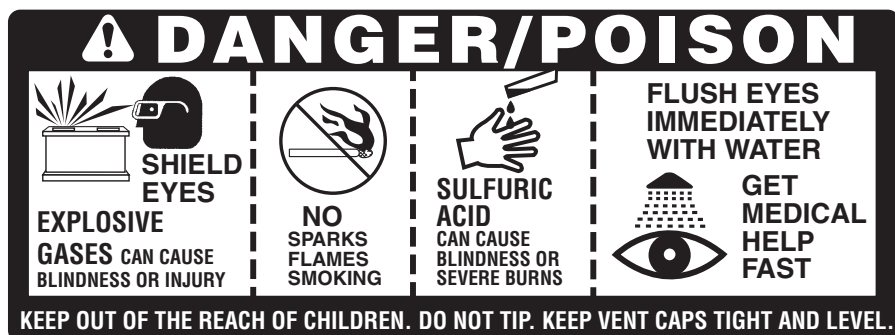 DANGER/POISON
SHIELD
EYES
EXPLOSIVE
GASES CAN CAUSE
BLINDNESS OR INJURY
NO
SPARKS
FLAMES
SMOKING
SULFURIC
ACID
CAN CAUSE
BLINDNESS OR
SEVERE BURNS
FLUSH EYES
IMMEDIATELY
WITH WATER
GET
MEDICAL
HELP
FAST
KEEP OUT OF THE REACH OF CHILDREN. DO NOT TIP. KEEP VENT CAPS TIGHT AND LEVEL